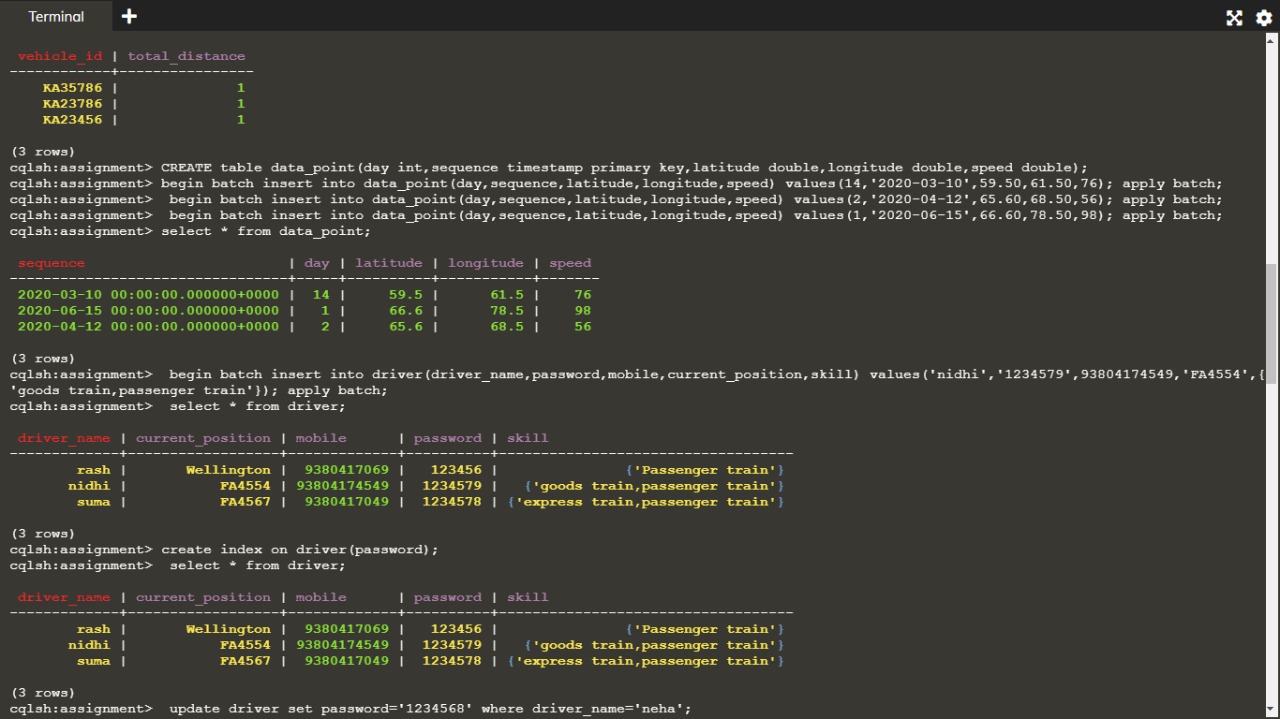 Terminal
vehicle_id | total_distance
------------+----------------
KA35786 | 1
KA23786 | 1
KA23456 | 1
(3 rows)
cqlsh:assignment> CREATE table data_point(day int,sequence timestamp primary key,latitude double,longitude double,speed double);
cqlsh:assignment> begin batch insert into data_point(day,sequence,latitude,longitude,speed) values(14,'2020-03-10',59.50,61.50,76); apply batch;
cqlsh:assignment>  begin batch insert into data_point(day,sequence,latitude,longitude,speed) values(2,'2020-04-12',65.60,68.50,56); apply batch;
cqlsh:assignment>  begin batch insert into data_point(day,sequence,latitude,longitude,speed) values(1,'2020-06-15',66.60,78.50,98); apply batch;
cqlsh:assignment> select * from data_point;
sequence | day | latitude | longitude | speed
---------------------------------+-----+----------+-----------+-------
2020-03-10 00:00:00.000000+0000 | 14 | 59.5 | 61.5 | 76
2020-06-15 00:00:00.000000+0000 | 1 | 66.6 | 78.5 | 98
2020-04-12 00:00:00.000000+0000 | 2 | 65.6 | 68.5 | 56
(3 rows)
cqlsh:assignment>  begin batch insert into driver(driver_name,password,mobile,current_position,skill) values('nidhi','1234579',93804174549,'FA4554',{
'goods train,passenger train'}); apply batch;
cqlsh:assignment>  select * from driver;
driver_name | current_position | mobile | password | skill
-------------+------------------+-------------+----------+-----------------------------------
rash | Wellington | 9380417069 | 123456 | {'Passenger train'}
nidhi | FA4554 | 93804174549 | 1234579 | {'goods train,passenger train'}
suma | FA4567 | 9380417049 | 1234578 | {'express train,passenger train'}
(3 rows)
cqlsh:assignment> create index on driver(password);
cqlsh:assignment>  select * from driver;
driver_name | current_position | mobile | password | skill
-------------+------------------+-------------+----------+-----------------------------------
rash | Wellington | 9380417069 | 123456 | {'Passenger train'}
nidhi | FA4554 | 93804174549 | 1234579 | {'goods train,passenger train'}
suma | FA4567 | 9380417049 | 1234578 | {'express train,passenger train'}
(3 rows)
cqlsh:assignment>  update driver set password='1234568' where driver_name='neha';